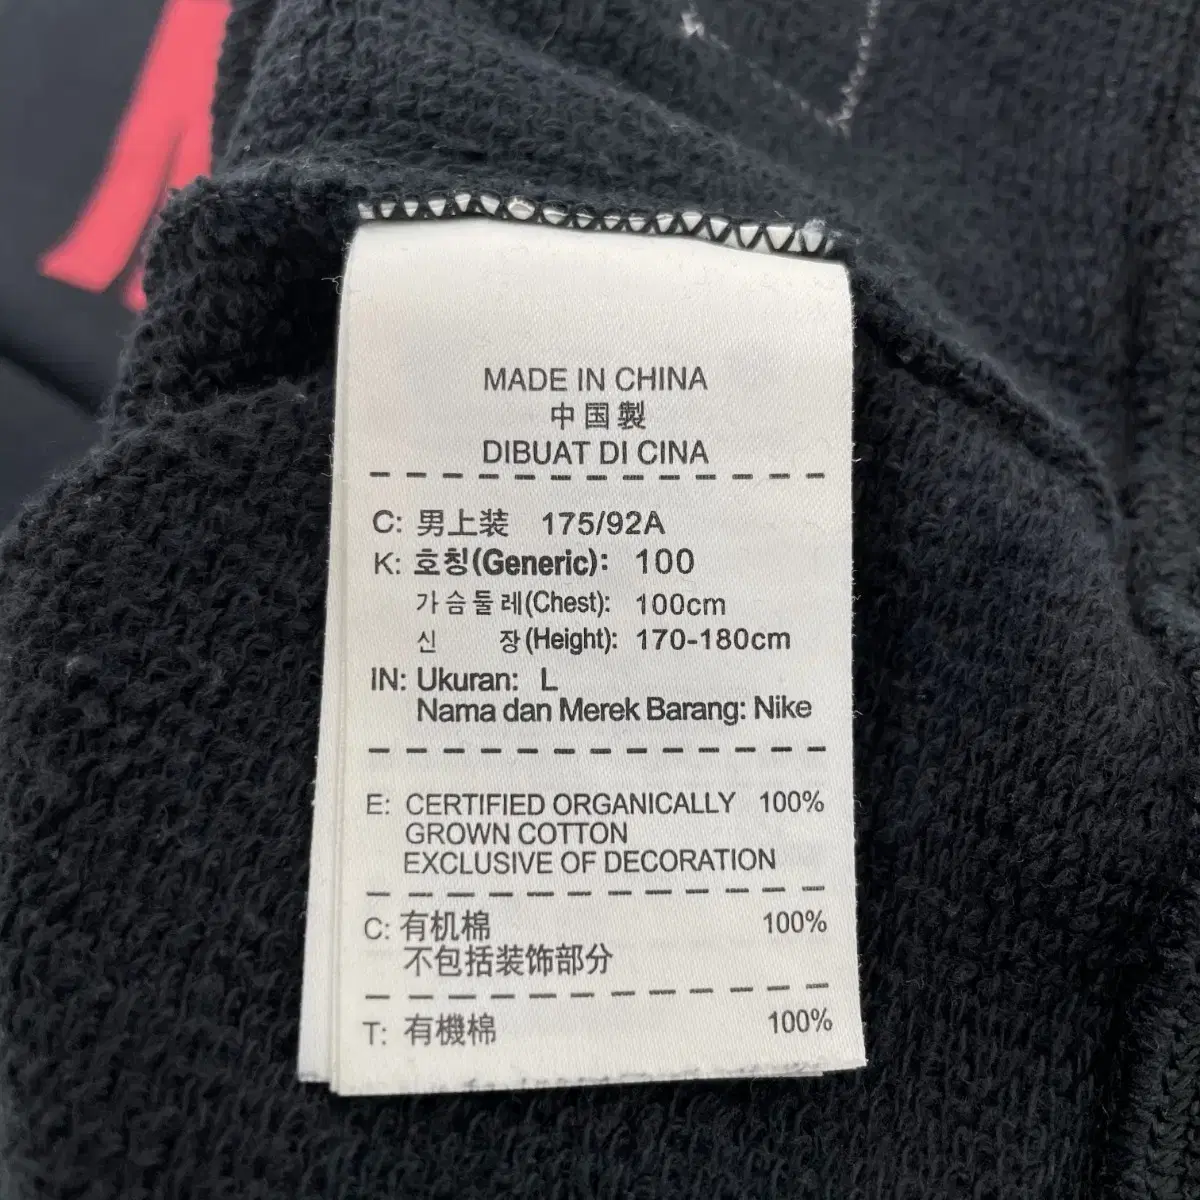 MADE IN CHINA
中国製
DIBUAT DI CINA
C: 男上装 175/92A
K: 호칭(Generic): 100
가슴둘레(Chest): 100cm
신 장(Height): 170-180cm
IN: Ukuran: L
Nama dan Merek Barang: Nike
E: CERTIFIED ORGANICALLY 100%
GROWN COTTON
EXCLUSIVE OF DECORATION
C: 有机棉 100%
不包括装饰部分
T: 有機棉 100%